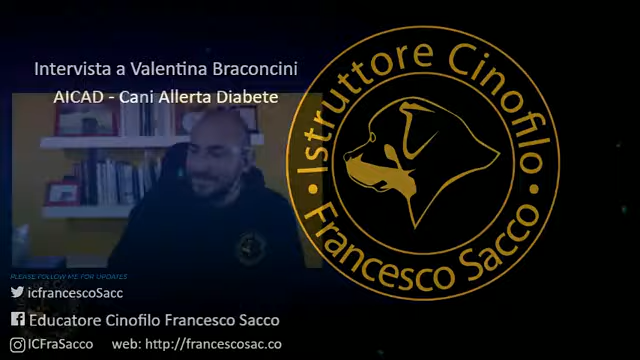 Intervista a Valentina Braconcini
AICAD - Cani Allerta Diabete
Istruttore Cinofilo
Francesco Sacco
PLEASE FOLLOW ME FOR UPDATES
icfrancescoSacc
Educatore Cinofilo Francesco Sacco
ICFraSacco web: http://francescosac.co